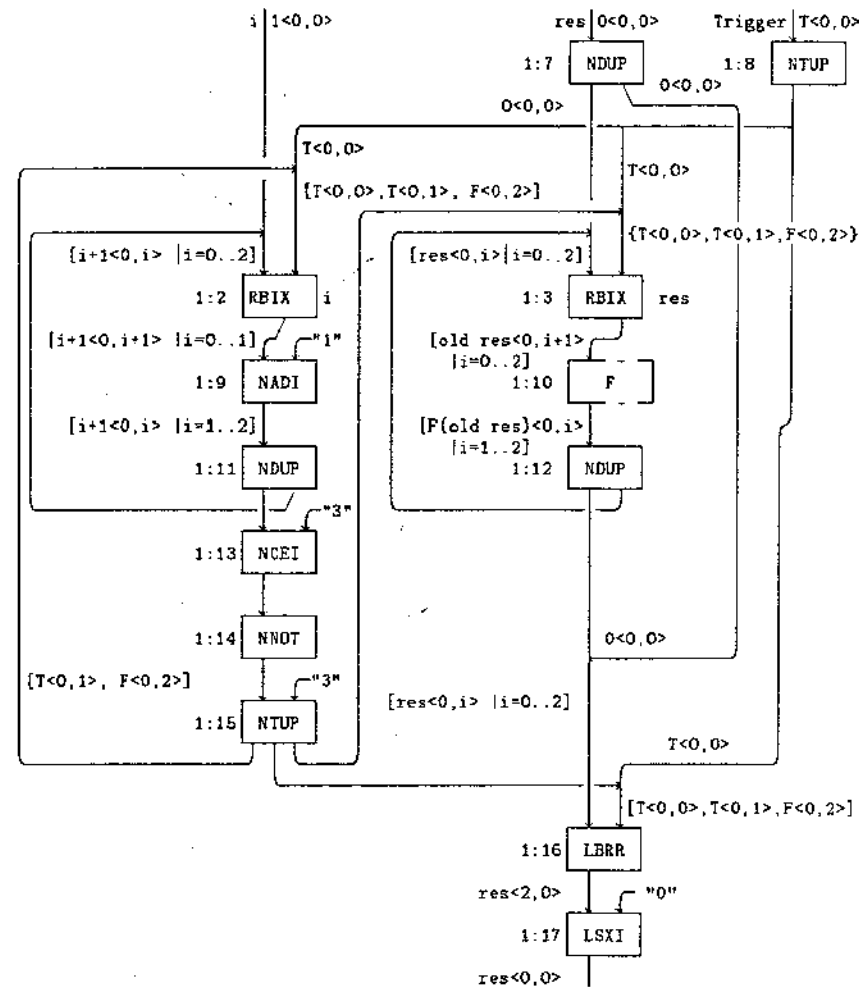 i 1<0,0> res 0<0,0> Trigger T<0,0>
1:7 NDUP 1:8 NTUP
0<0,0>
0<0,0>
T<0,0>
T<0,0>
{T<0,0>,T<0,1>, F<0,2>]
{T<0,0>,T<0,1>,F<0,2>}
{i+1<0,i> |i=0..2] [res<0,i>|i=0..2]
1:2 RBIX i 1:3 RBIX res
[i+1<0,i+1> |i=0..1] "1" [old res<0,i+1>
|i=0..2]
1:9 NADI 1:10 F
[i+1<0,i> |i=1..2] [F(old res)<0,i>
|i=1..2]
1:11 NDUP 1:12 NDUP
"3"
1:13 NCEI
1:14 NNOT
0<0,0>
{T<0,1>, F<0,2>] "3"
[res<0,i> |i=0..2]
1:15 NTUP
T<0,0>
[T<0,0>,T<0,1>,F<0,2>]
1:16 LBRR
res<2,0> "0"
1:17 LSXI
res<0,0>